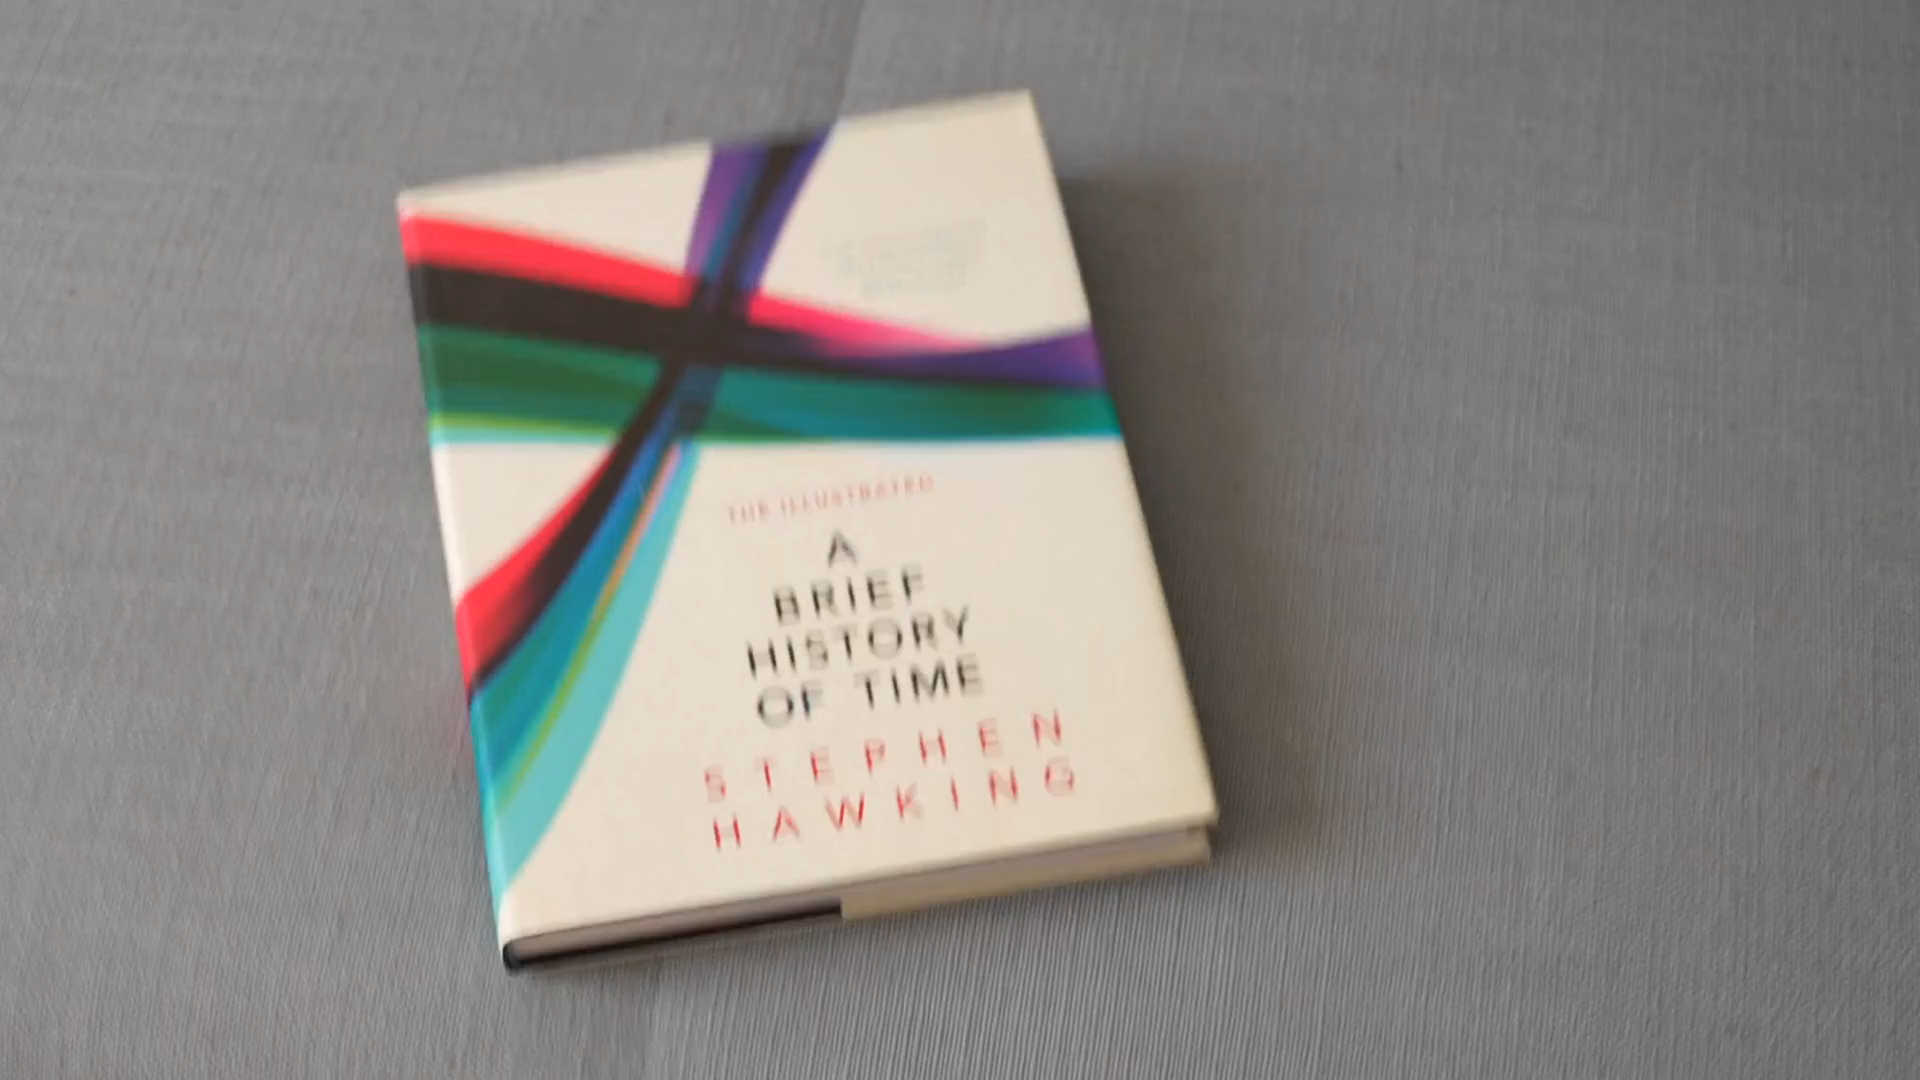 THE ILLUSTRATED
A
BRIEF
HISTORY
OF TIME
STEPHEN
HAWKING